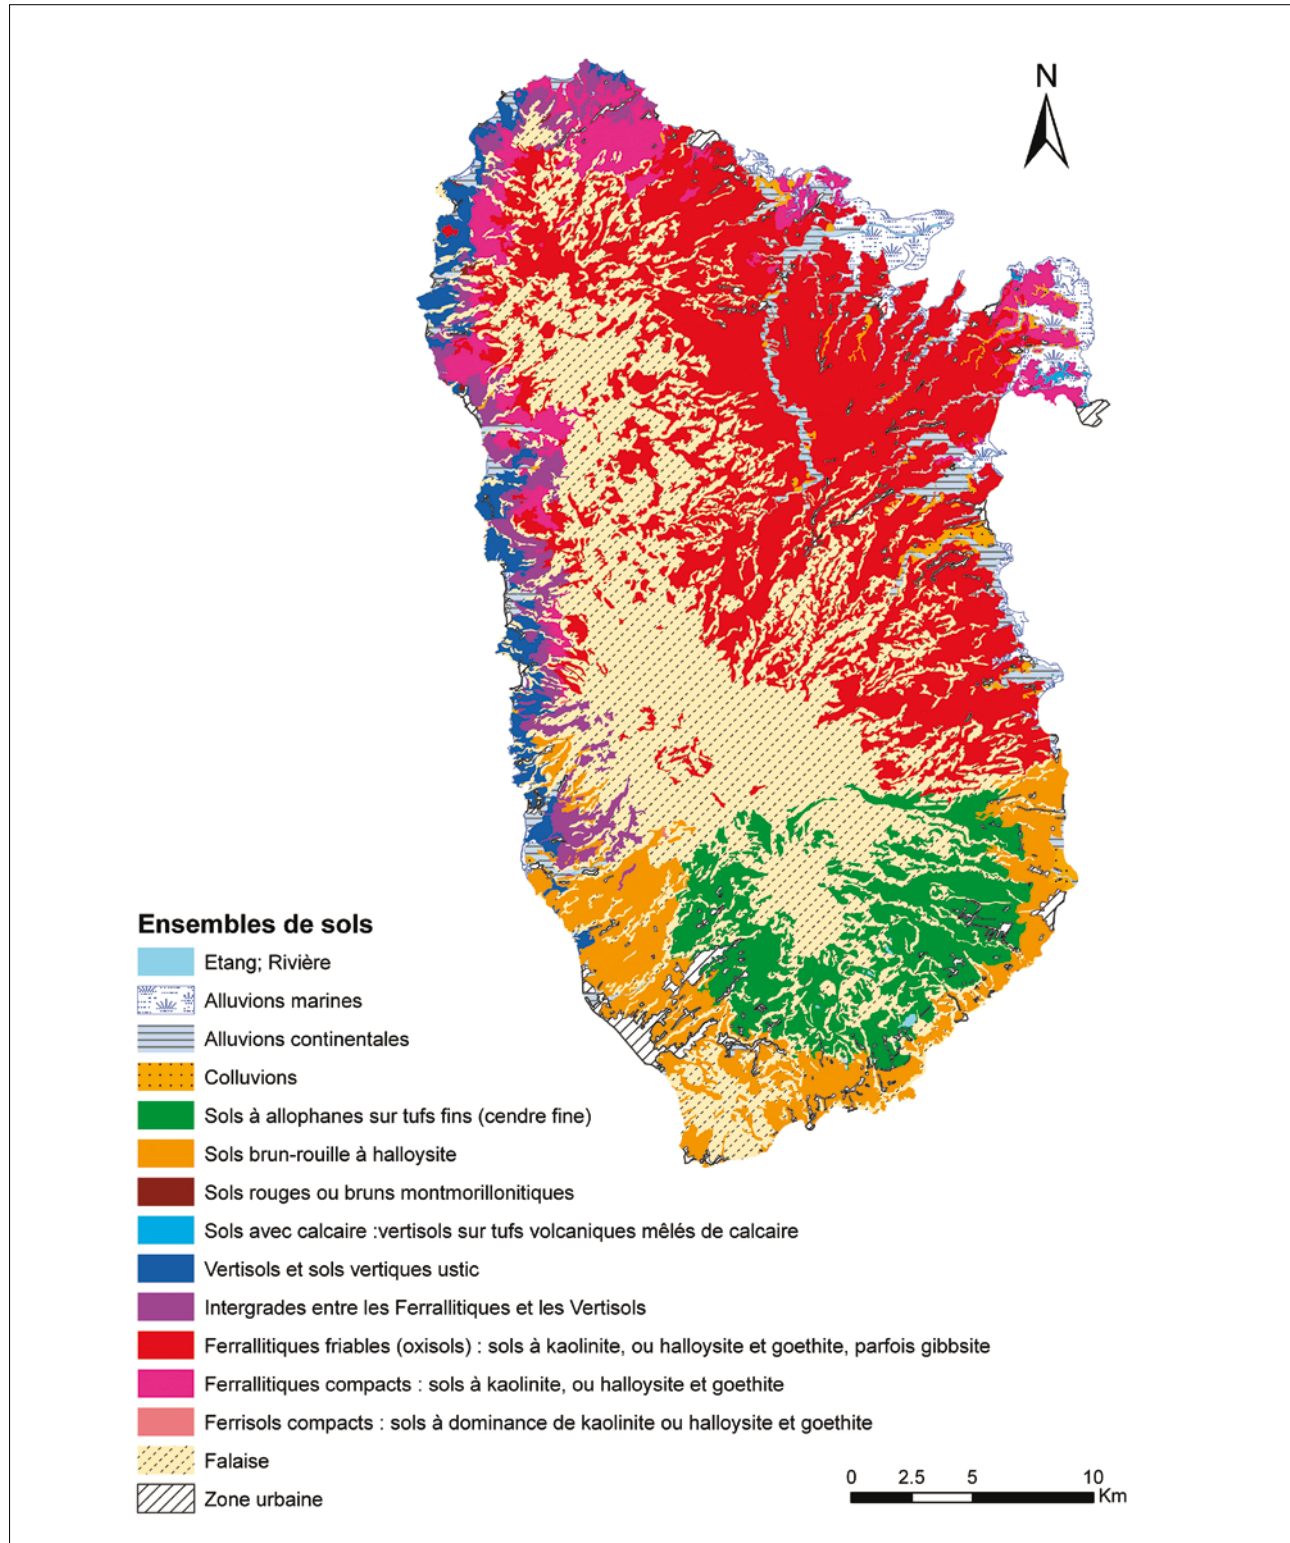 N
Ensembles de sols
Etang; Rivière
Alluvions marines
Alluvions continentales
Colluvions
Sols à allophanes sur tufs fins (cendre fine)
Sols brun-rouille à halloysite
Sols rouges ou bruns montmorillonitiques
Sols avec calcaire :vertisols sur tufs volcaniques mêlés de calcaire
Vertisols et sols vertiques ustic
Intergrades entre les Ferrallitiques et les Vertisols
Ferrallitiques friables (oxisols) : sols à kaolinite, ou halloysite et goethite, parfois gibbsite
Ferrallitiques compacts : sols à kaolinite, ou halloysite et goethite
Ferrisols compacts : sols à dominance de kaolinite ou halloysite et goethite
Falaise
Zone urbaine
0 2.5 5 10
Km